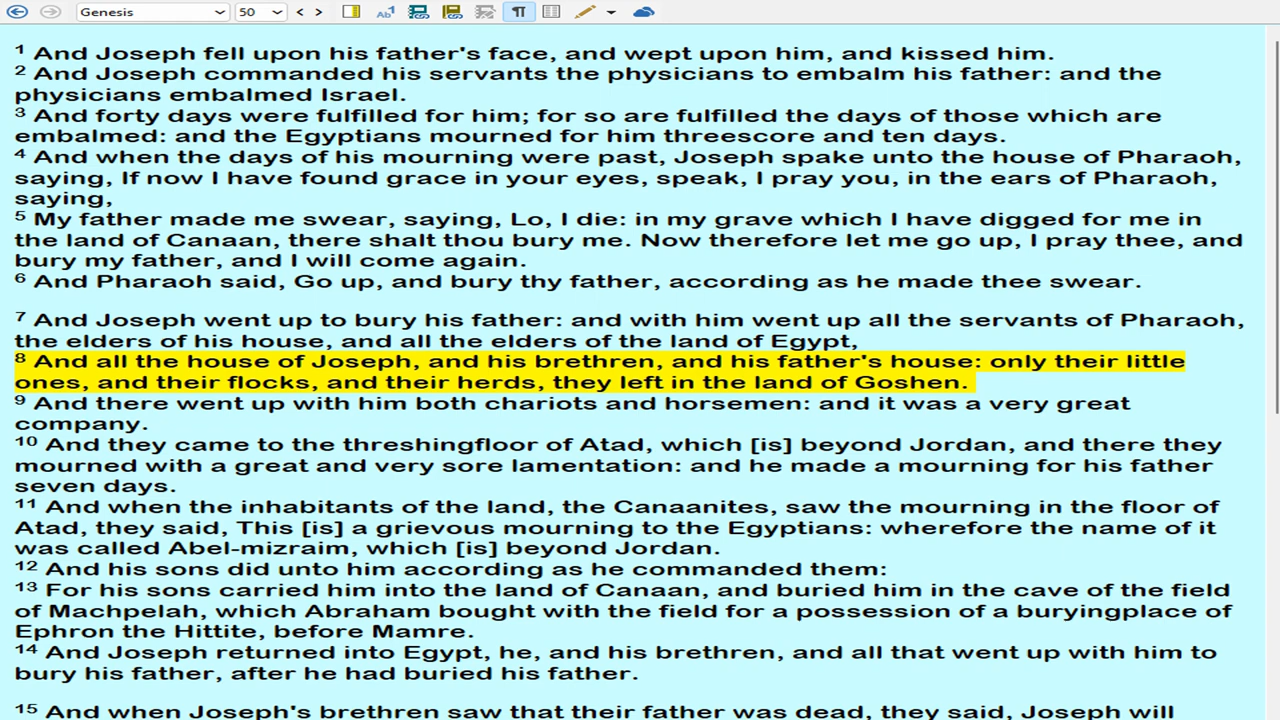 Genesis 50 < > Ab1 ¶
1 And Joseph fell upon his father's face, and wept upon him, and kissed him.
2 And Joseph commanded his servants the physicians to embalm his father: and the
physicians embalmed Israel.
3 And forty days were fulfilled for him; for so are fulfilled the days of those which are
embalmed: and the Egyptians mourned for him threescore and ten days.
4 And when the days of his mourning were past, Joseph spake unto the house of Pharaoh,
saying, If now I have found grace in your eyes, speak, I pray you, in the ears of Pharaoh,
saying,
5 My father made me swear, saying, Lo, I die: in my grave which I have digged for me in
the land of Canaan, there shalt thou bury me. Now therefore let me go up, I pray thee, and
bury my father, and I will come again.
6 And Pharaoh said, Go up, and bury thy father, according as he made thee swear.
7 And Joseph went up to bury his father: and with him went up all the servants of Pharaoh,
the elders of his house, and all the elders of the land of Egypt,
8 And all the house of Joseph, and his brethren, and his father's house: only their little
ones, and their flocks, and their herds, they left in the land of Goshen.
9 And there went up with him both chariots and horsemen: and it was a very great
company.
10 And they came to the threshingfloor of Atad, which [is] beyond Jordan, and there they
mourned with a great and very sore lamentation: and he made a mourning for his father
seven days.
11 And when the inhabitants of the land, the Canaanites, saw the mourning in the floor of
Atad, they said, This [is] a grievous mourning to the Egyptians: wherefore the name of it
was called Abel-mizraim, which [is] beyond Jordan.
12 And his sons did unto him according as he commanded them:
13 For his sons carried him into the land of Canaan, and buried him in the cave of the field
of Machpelah, which Abraham bought with the field for a possession of a buryingplace of
Ephron the Hittite, before Mamre.
14 And Joseph returned into Egypt, he, and his brethren, and all that went up with him to
bury his father, after he had buried his father.
15 And when Joseph's brethren saw that their father was dead, they said, Joseph will